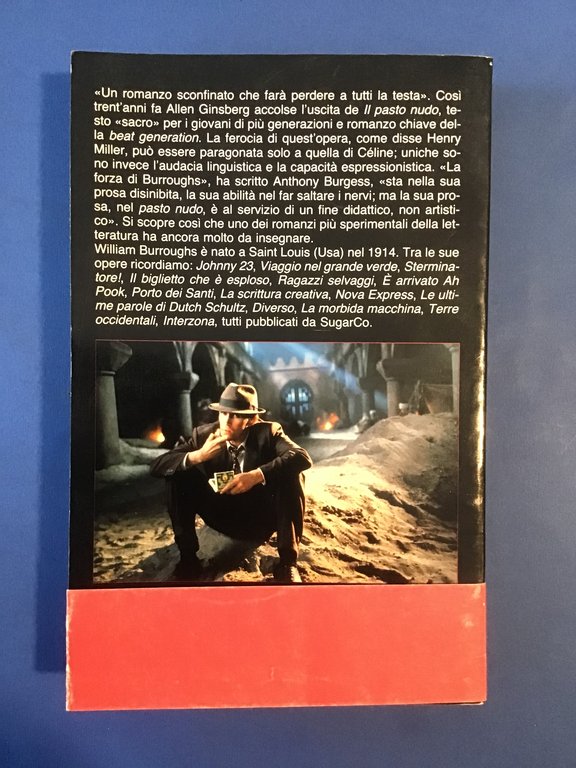 «Un romanzo sconfinato che farà perdere a tutti la testa». Così
trent'anni fa Allen Ginsberg accolse l'uscita de Il pasto nudo, te-
sto «sacro» per i giovani di più generazioni e romanzo chiave del-
la beat generation. La ferocia di quest'opera, come disse Henry
Miller, può essere paragonata solo a quella di Céline; uniche so-
no invece l'audacia linguistica e la capacità espressionistica. «La
forza di Burroughs», ha scritto Anthony Burgess, «sta nella sua
prosa disinibita, la sua abilità nel far saltare i nervi; ma la sua pro-
sa, nel pasto nudo, è al servizio di un fine didattico, non artisti-
co». Si scopre così che uno dei romanzi più sperimentali della let-
teratura ha ancora molto da insegnare.
William Burroughs è nato a Saint Louis (Usa) nel 1914. Tra le sue
opere ricordiamo: Johnny 23, Viaggio nel grande verde, Stermina-
tore!, Il biglietto che è esploso, Ragazzi selvaggi, È arrivato Ah
Pook, Porto dei Santi, La scrittura creativa, Nova Express, Le ulti-
me parole di Dutch Schultz, Diverso, La morbida macchina, Terre
occidentali, Interzona, tutti pubblicati da SugarCo.